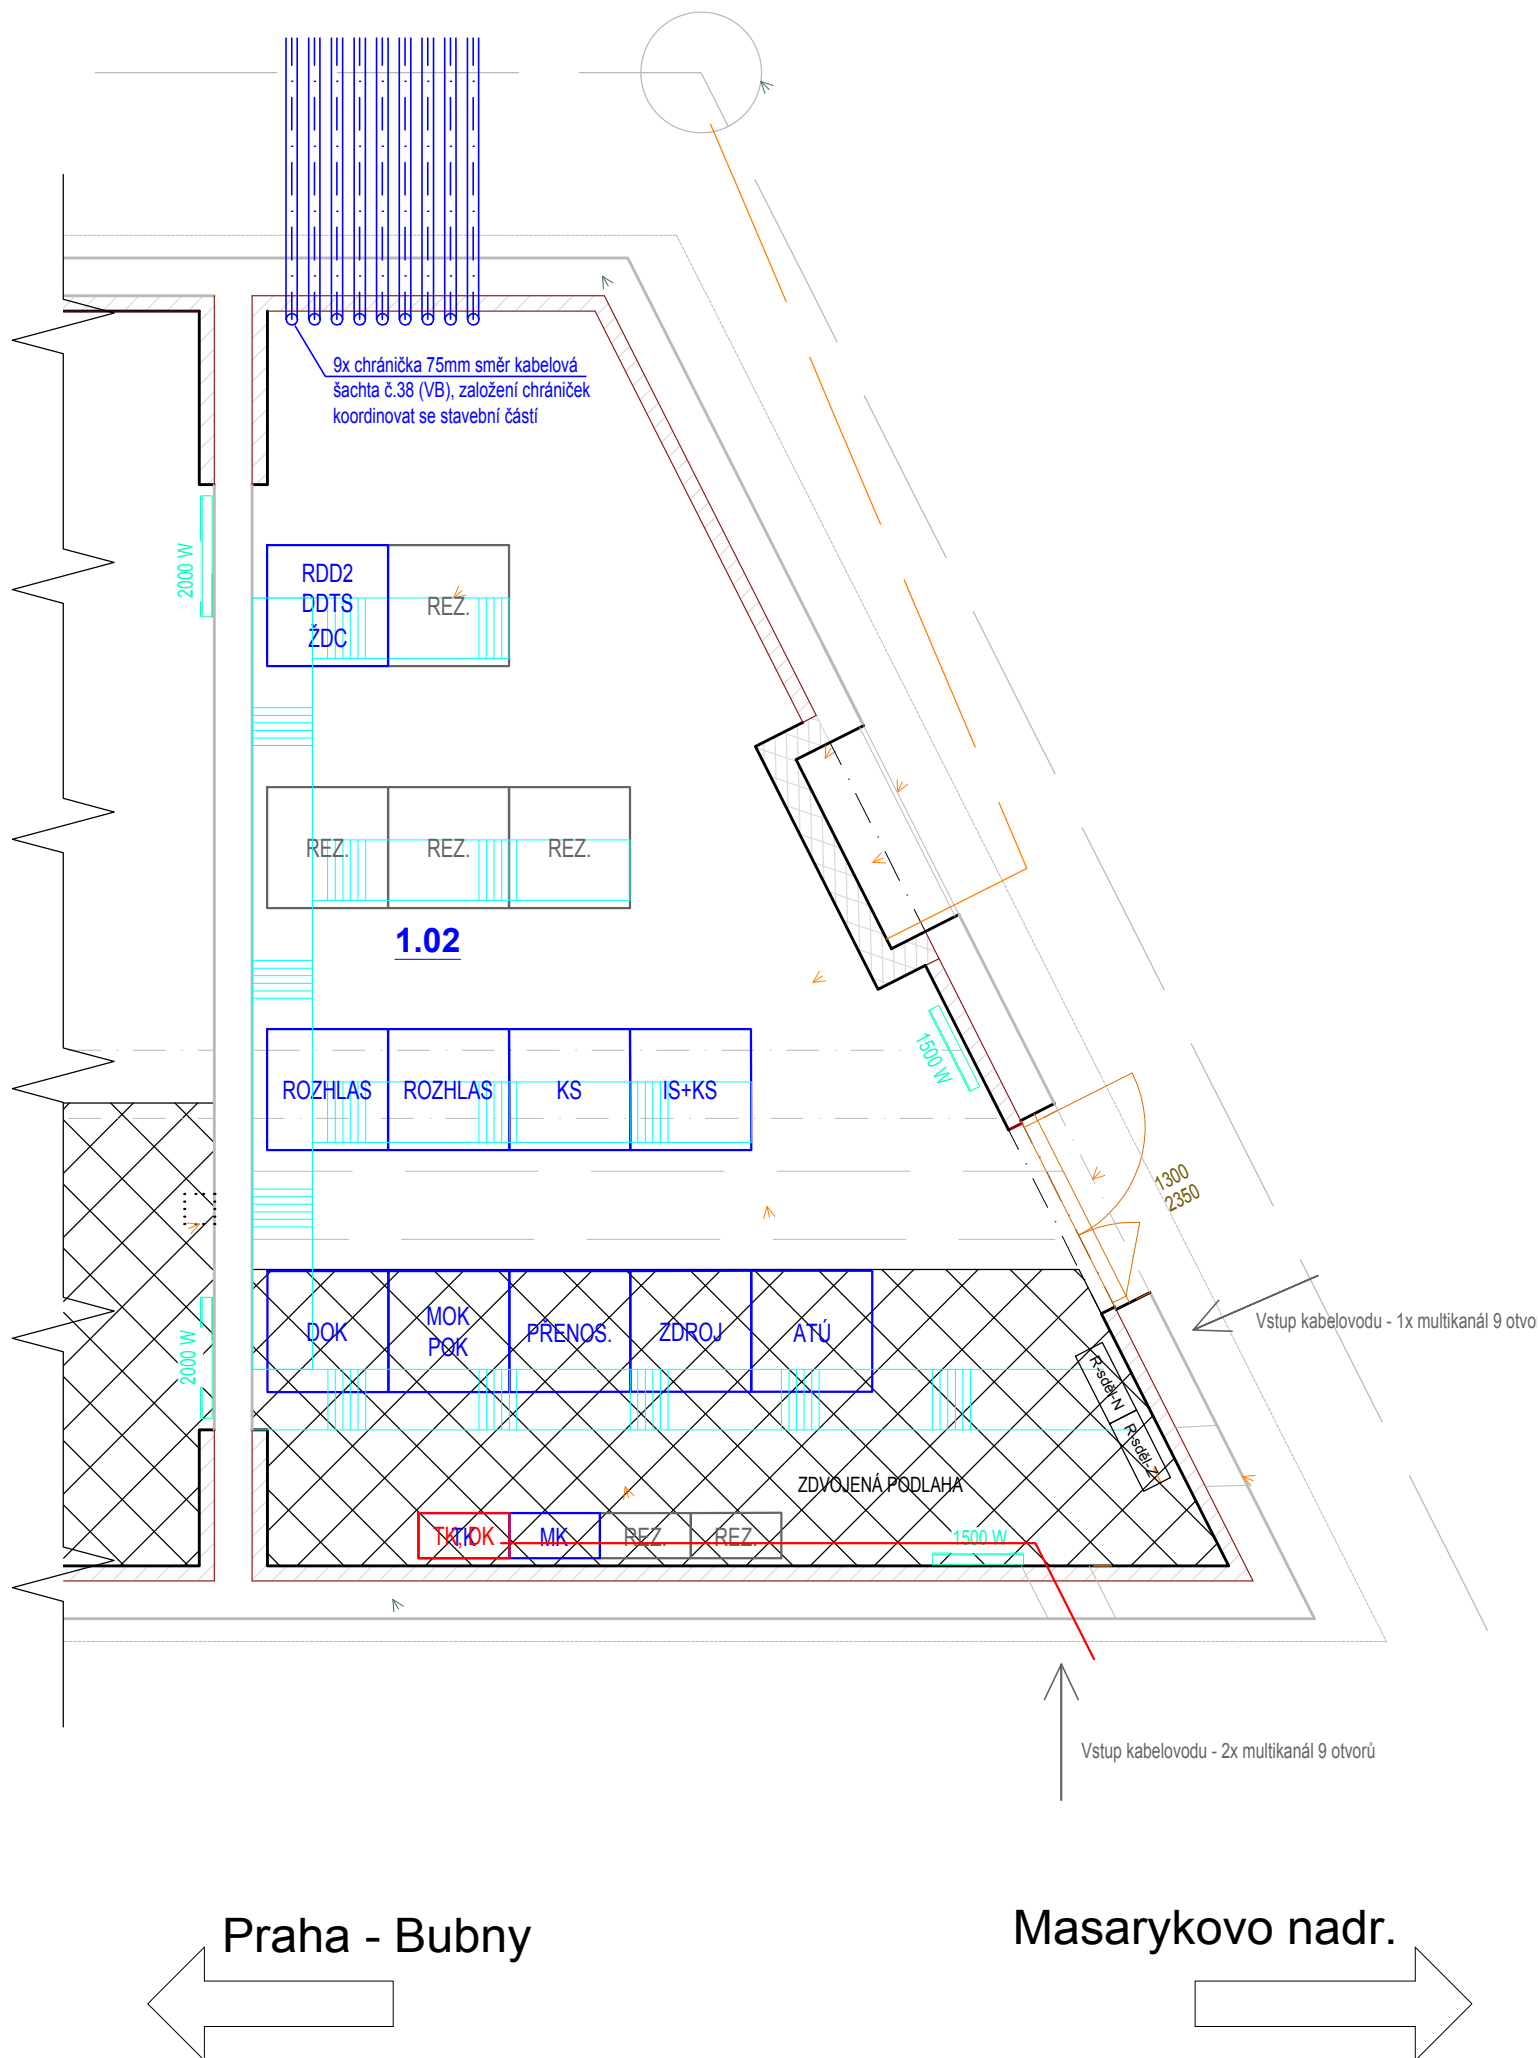 9x chránička 75mm směr kabelová
šachta č.38 (VB), založení chrániček
koordinovat se stavební částí
2000 W
RDD2
DDTS
ŽDC
REZ.
REZ.
REZ.
REZ.
1.02
1500 W
ROZHLAS
ROZHLAS
KS
IS+KS
1300
2350
2000 W
DOK
MOK
POK
PŘENOS.
ZDROJ
ATÚ
Vstup kabelovodu - 1x multikanál 9 otvo
R-sděl-N
R-sděl-Z
ZDVOJENÁ PODLAHA
TK, DK
TK
MK
REZ.
REZ.
1500 W
Vstup kabelovodu - 2x multikanál 9 otvorů
Praha - Bubny
Masarykovo nadr.